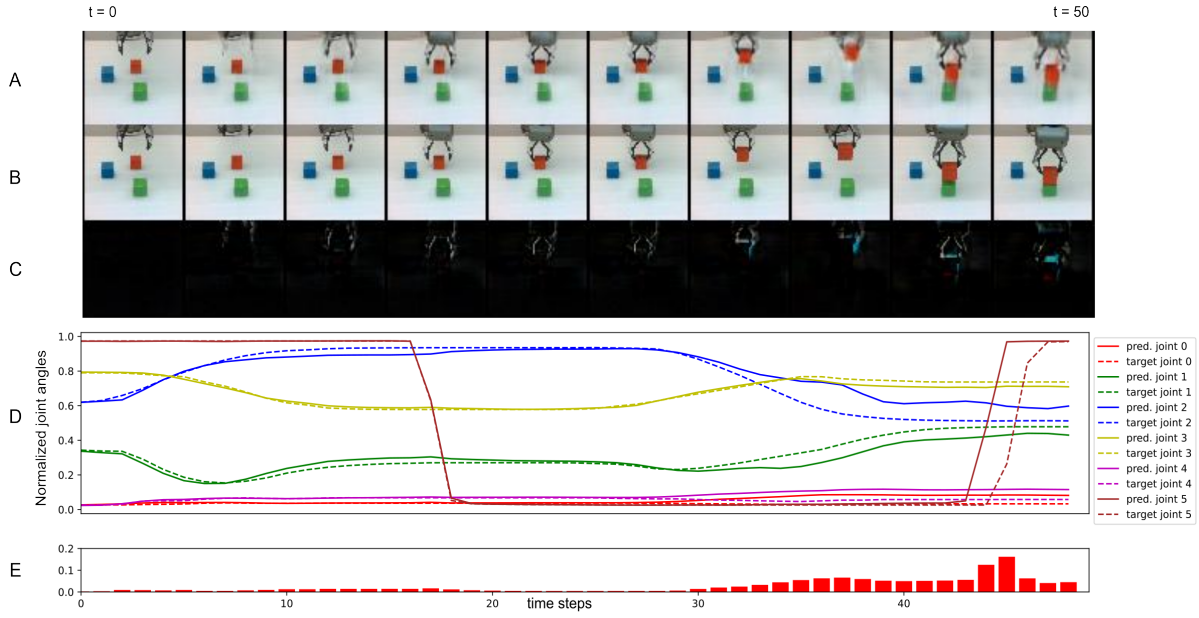 t = 0
t = 50
A
B
C
D
Normalized joint angles
1.0
0.8
0.6
0.4
0.2
0.0
pred. joint 0
target joint 0
pred. joint 1
target joint 1
pred. joint 2
target joint 2
pred. joint 3
target joint 3
pred. joint 4
target joint 4
pred. joint 5
target joint 5
E
0.2
0.1
0.0
0
10
20
30
40
time steps